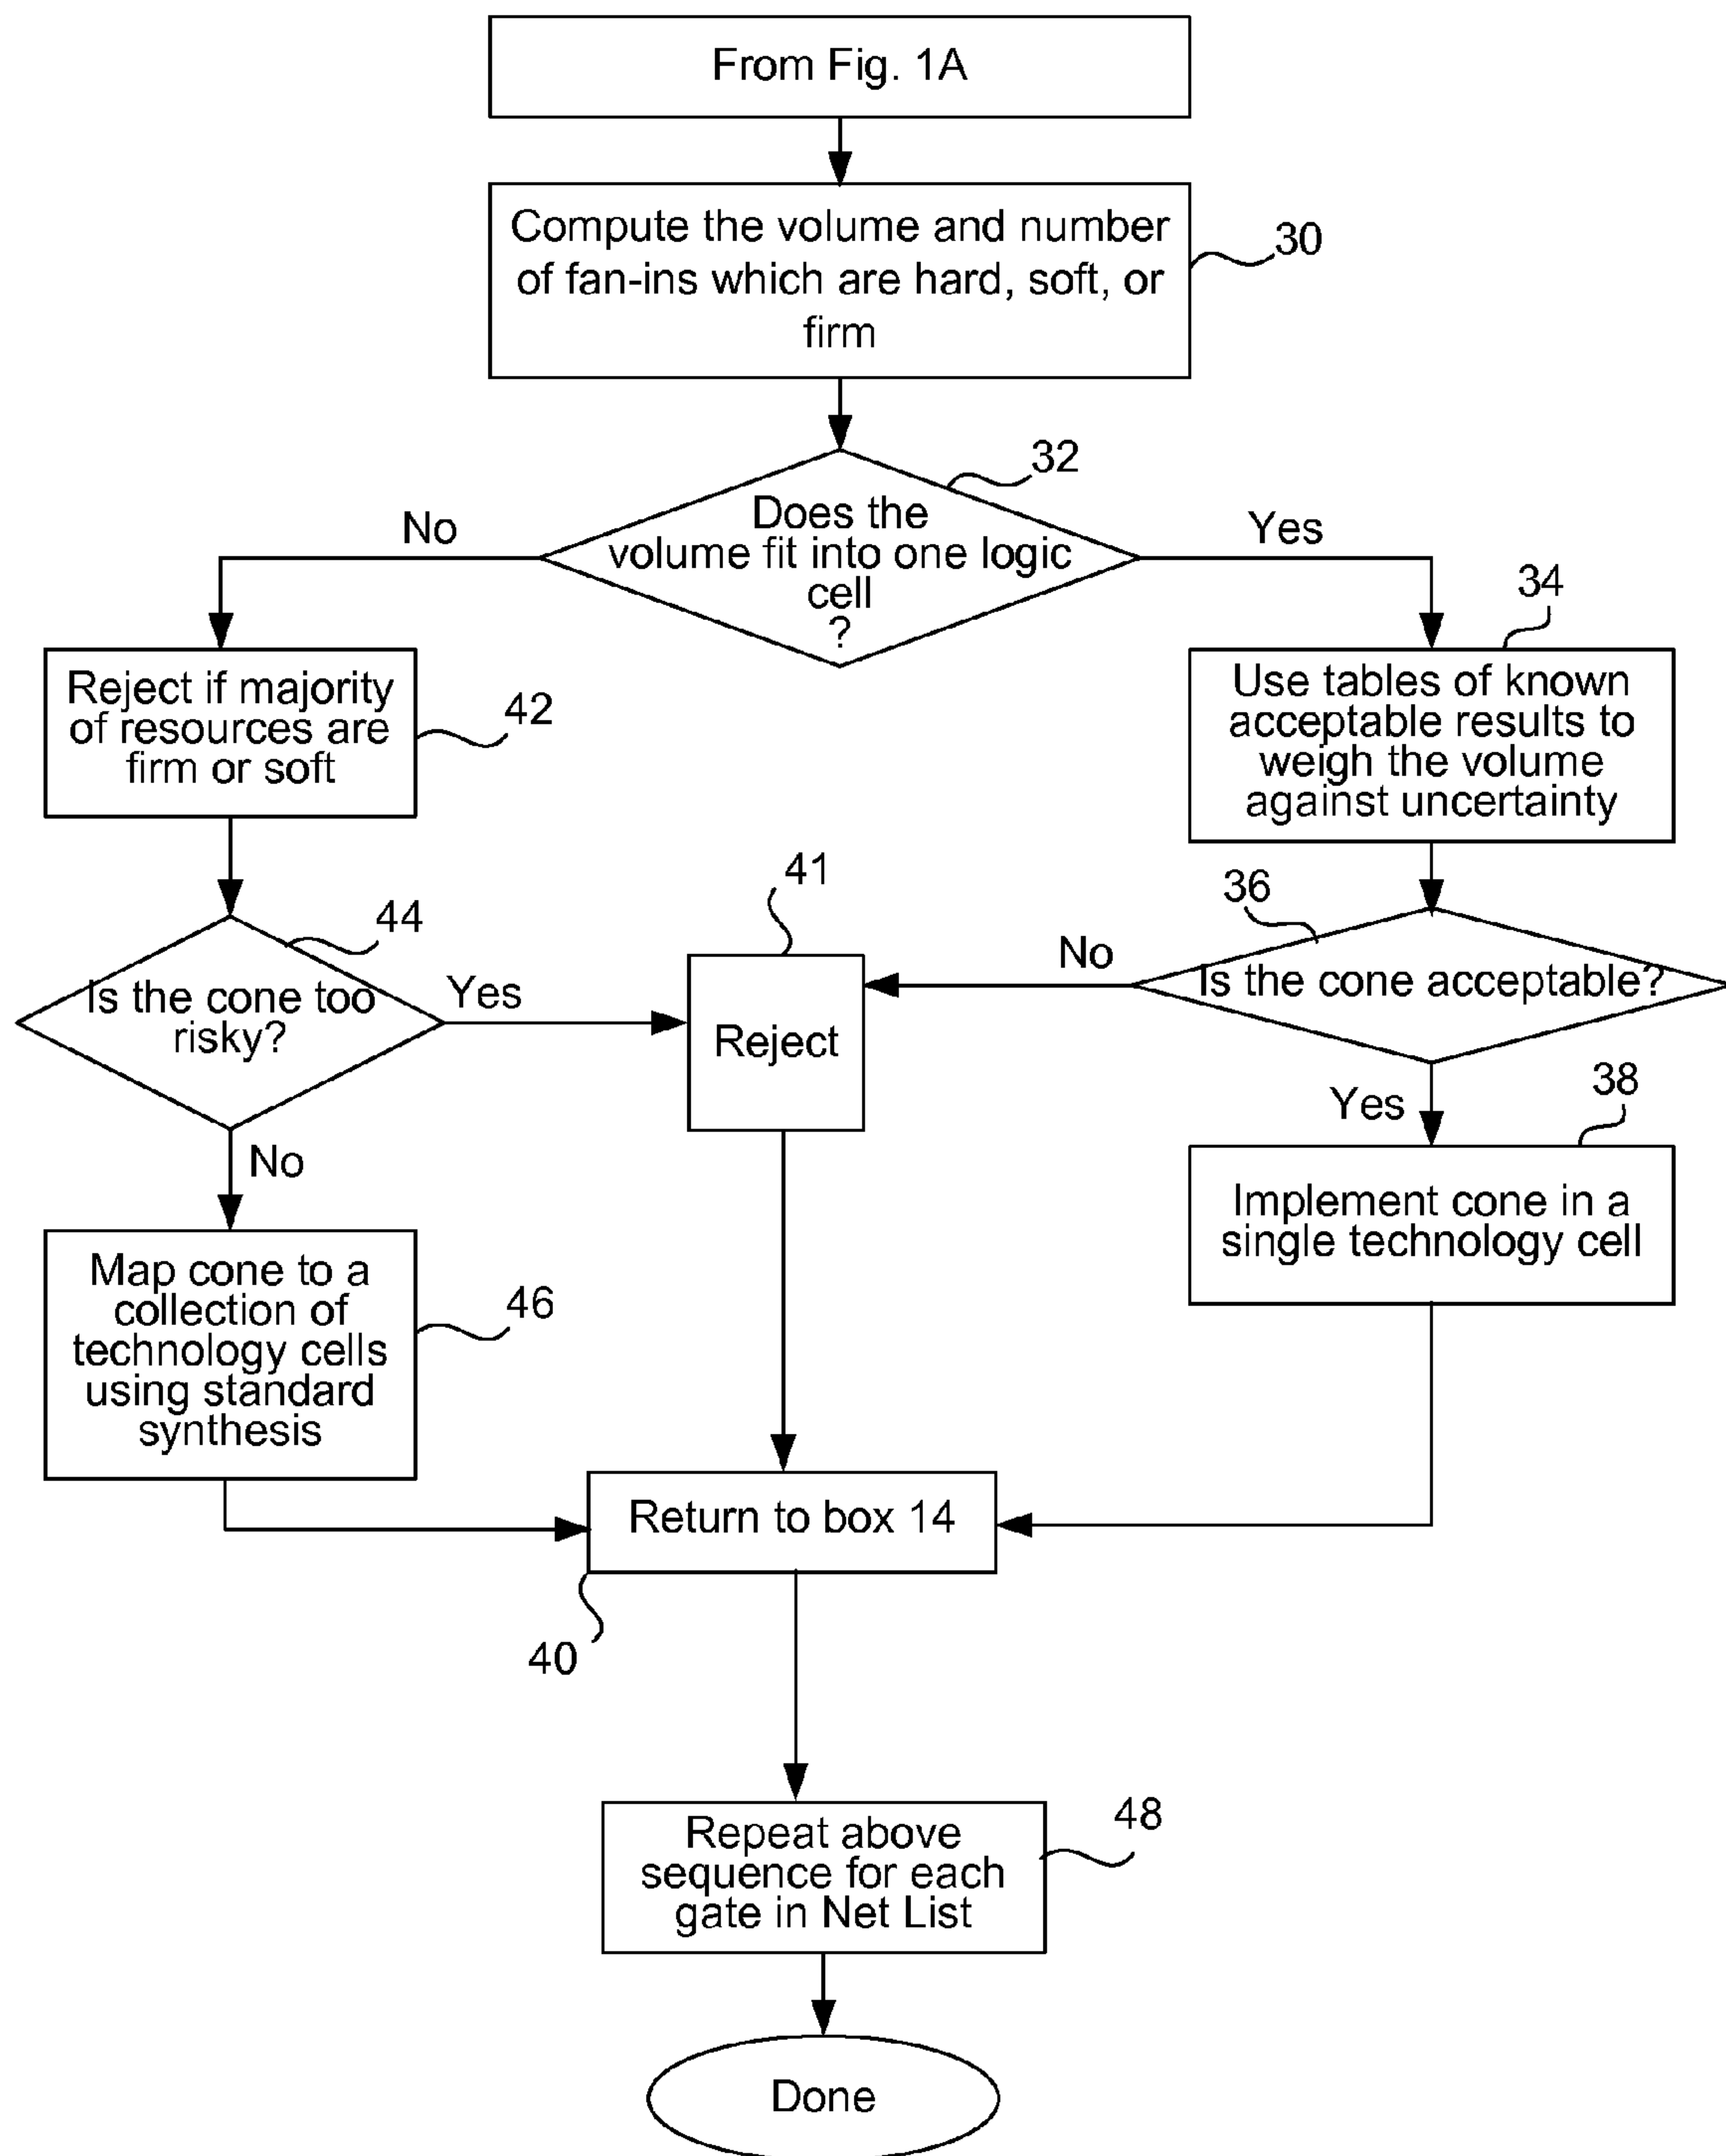 From Fig. 1A
Compute the volume and number
of fan-ins which are hard, soft, or
firm
30
32
Does the
volume fit into one logic
cell
?
No
Yes
34
Reject if majority
of resources are
firm or soft
42
Use tables of known
acceptable results to
weigh the volume
against uncertainty
41
36
44
Is the cone too
risky?
Yes
Reject
No
Is the cone acceptable?
Yes
38
No
Implement cone in a
single technology cell
Map cone to a
collection of
technology cells
using standard
synthesis
46
Return to box 14
40
Repeat above
sequence for each
gate in Net List
48
Done